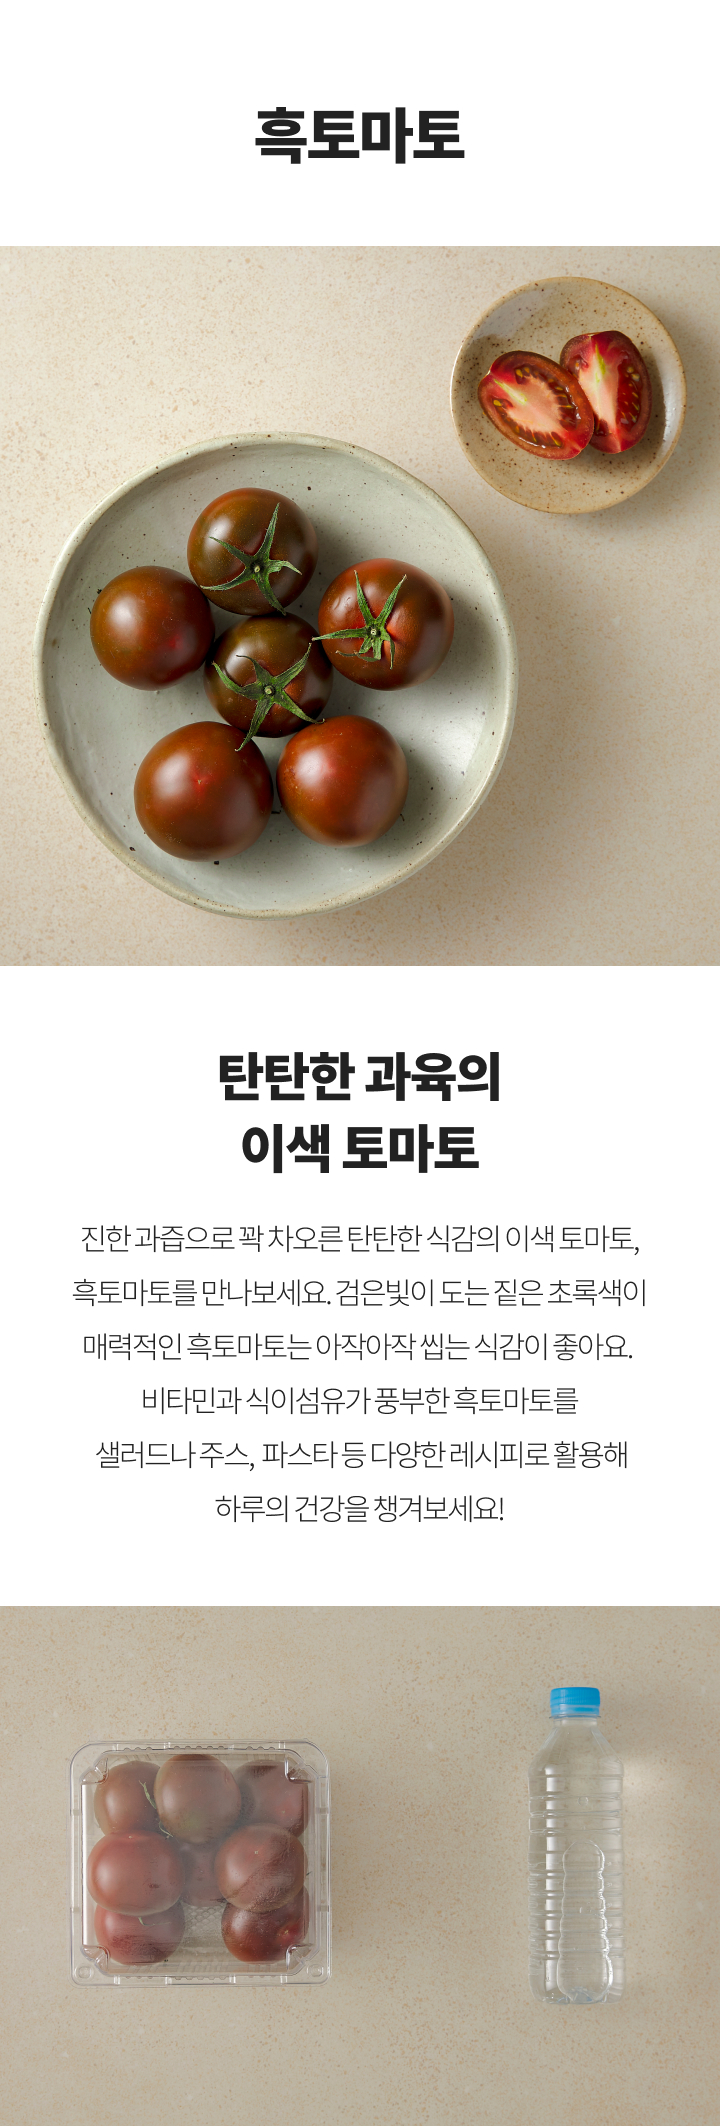 흑토마토
탄탄한 과육의
이색 토마토
진한 과즙으로 꽉 차오른 탄탄한 식감의 이색 토마토,
흑토마토를 만나보세요. 검은빛이 도는 짙은 초록색이
매력적인 흑토마토는 아작아작 씹는 식감이 좋아요.
비타민과 식이섬유가 풍부한 흑토마토를
샐러드나 주스, 파스타 등 다양한 레시피로 활용해
하루의 건강을 챙겨보세요!